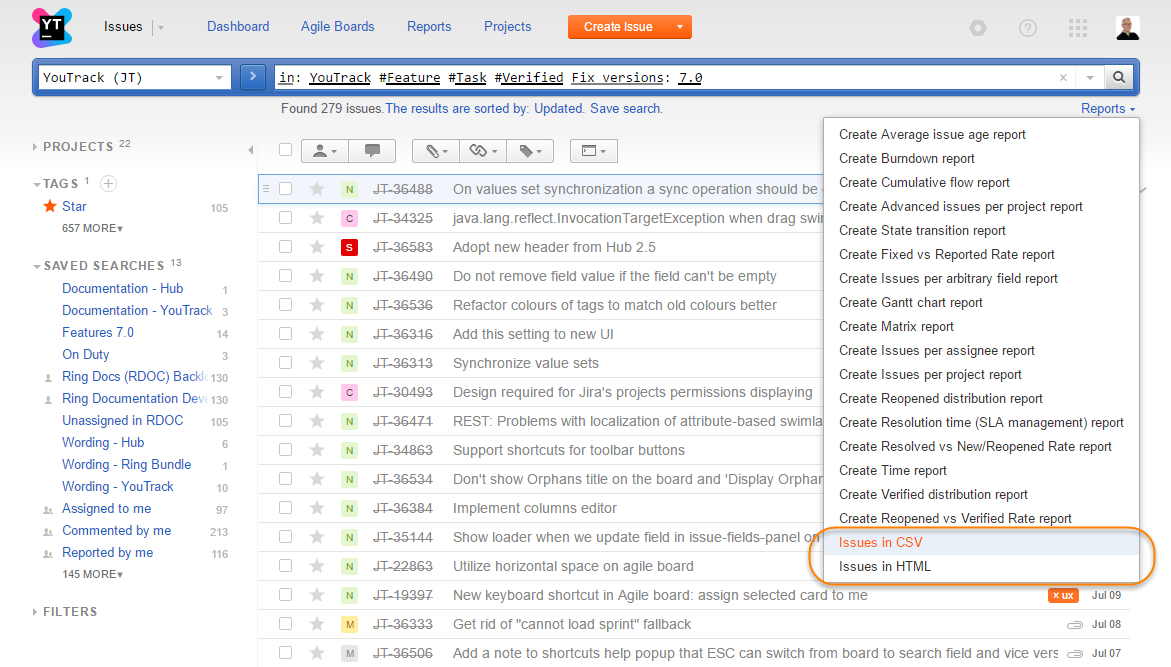 YT
Issues
Dashboard
Agile Boards
Reports
Projects
Create Issue
YouTrack (JT)
in: YouTrack #Feature #Task #Verified Fix versions: 7.0
Found 279 issues. The results are sorted by: Updated. Save search.
Reports
PROJECTS 22
TAGS 1
Star 105
657 MORE
SAVED SEARCHES 13
Documentation - Hub 1
Documentation - YouTrack 3
Features 7.0 14
On Duty 3
Ring Docs (RDOC) Backl 130
Ring Documentation Deve 130
Unassigned in RDOC 105
Wording - Hub 6
Wording - Ring Bundle 1
Wording - YouTrack 10
Assigned to me 97
Commented by me 213
Reported by me 116
145 MORE
FILTERS
N JT-36488 On values set synchronization a sync operation should be
C JT-34325 java.lang.reflect.InvocationTargetException when drag swi
S JT-36583 Adopt new header from Hub 2.5
N JT-36490 Do not remove field value if the field can't be empty
N JT-36536 Refactor colours of tags to match old colours better
N JT-36316 Add this setting to new UI
N JT-36313 Synchronize value sets
C JT-30493 Design required for Jira's projects permissions displaying
N JT-36471 REST: Problems with localization of attribute-based swimla
N JT-34863 Support shortcuts for toolbar buttons
N JT-36534 Don't show Orphans title on the board and 'Display Orphan
N JT-36384 Implement columns editor
N JT-35144 Show loader when we update field in issue-fields-panel on
N JT-22863 Utilize horizontal space on agile board
N JT-19397 New keyboard shortcut in Agile board: assign selected card to me × ux Jul 09
M JT-36333 Get rid of "cannot load sprint" fallback Jul 08
M JT-36506 Add a note to shortcuts help popup that ESC can switch from board to search field and vice vers Jul 07
Create Average issue age report
Create Burndown report
Create Cumulative flow report
Create Advanced issues per project report
Create State transition report
Create Fixed vs Reported Rate report
Create Issues per arbitrary field report
Create Gantt chart report
Create Matrix report
Create Issues per assignee report
Create Issues per project report
Create Reopened distribution report
Create Resolution time (SLA management) report
Create Resolved vs New/Reopened Rate report
Create Time report
Create Verified distribution report
Create Reopened vs Verified Rate report
Issues in CSV
Issues in HTML